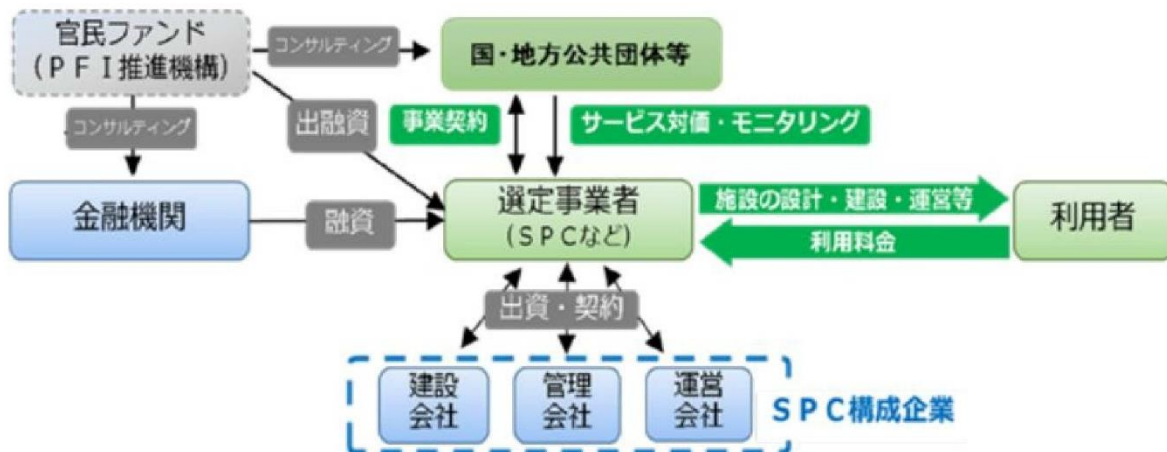 官民ファンド
(PFI推進機構)
コンサルティング
国・地方公共団体等
コンサルティング
出融資
事業契約
サービス対価・モニタリング
金融機関
融資
選定事業者
(SPCなど)
施設の設計・建設・運営等
利用料金
利用者
出資・契約
建設
会社
管理
会社
運営
会社
SPC構成企業